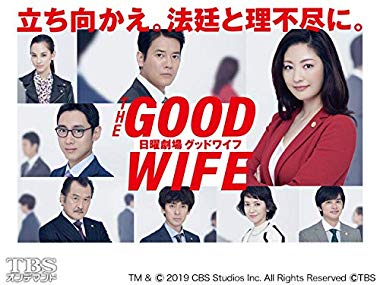 立ち向かえ。法廷と理不尽に。
THE
GOOD
日曜劇場 グッドワイフ
WIFE
TBS
オンデマンド
TM & © 2019 CBS Studios Inc. All Rights Reserved ©TBS